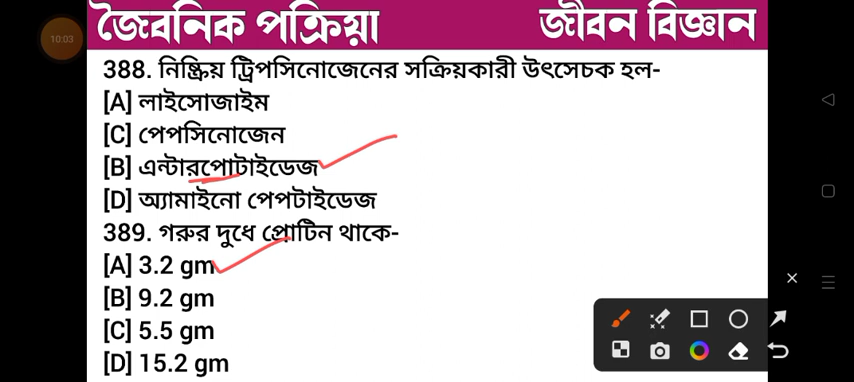 জৈবনিক পক্রিয়া জীবন বিজ্ঞান
10:03
388. নিষ্ক্রিয় ট্রিপসিনোজেনের সক্রিয়কারী উৎসেচক হল-
[A] লাইসোজাইম
[C] পেপসিনোজেন
[B] এন্টারপোটাইডেজ
[D] অ্যামাইনো পেপটাইডেজ
389. গরুর দুধে প্রোটিন থাকে-
[A] 3.2 gm
[B] 9.2 gm
[C] 5.5 gm
[D] 15.2 gm